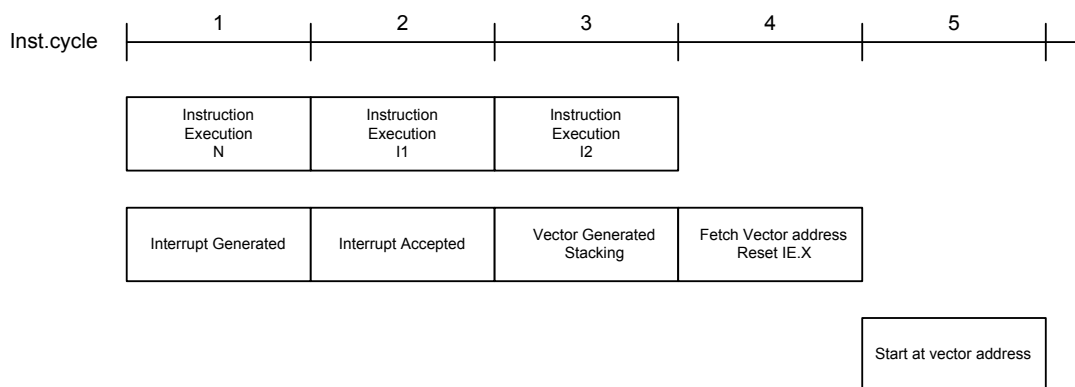 1 2 3 4 5
Inst.cycle
Instruction
Execution
N
Instruction
Execution
I1
Instruction
Execution
I2
Interrupt Generated
Interrupt Accepted
Vector Generated
Stacking
Fetch Vector address
Reset IE.X
Start at vector address